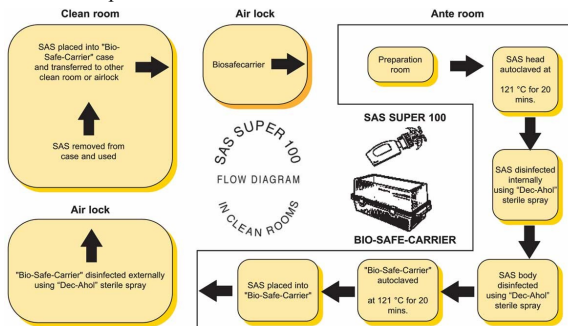 Clean room
SAS placed into "Bio-
Safe-Carrier" case
and transferred to other
clean room or airlock
SAS removed from
case and used
Air lock
Biosafecarrier
Ante room
Preparation
room
SAS head
autoclaved at
121 °C for 20
mins.
SAS SUPER 100
FLOW DIAGRAM
IN CLEAN ROOMS
SAS SUPER 100
BIO-SAFE-CARRIER
SAS disinfected
internally
using "Dec-Ahol"
sterile spray
Air lock
"Bio-Safe-Carrier" disinfected externally
using "Dec-Ahol" sterile spray
SAS placed into
"Bio-Safe-Carrier"
"Bio-Safe-Carrier"
autoclaved
at 121 °C for 20
mins.
SAS body
disinfected
using "Dec-Ahol"
sterile spray